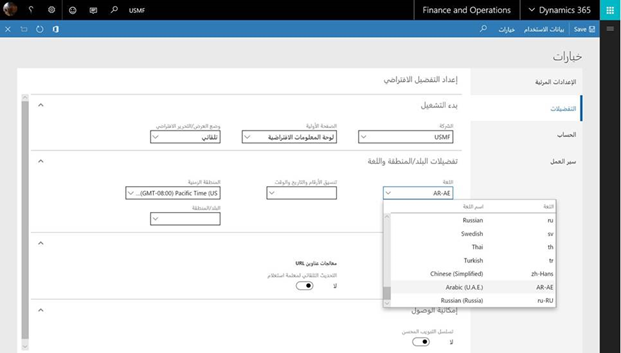 USMF
Finance and Operations
Dynamics 365
Save
بيانات الاستخدام
خيارات
خيارات
الإعدادات المرئية
التفضيلات
الحساب
سير العمل
إعداد التفضيل الافتراضي
بدء التشغيل
الشركة
USMF
الصفحة الأولية
لوحة المعلومات الافتراضية
وضع العرض/التحرير الافتراضي
تلقائي
تفضيلات البلد/المنطقة واللغة
اللغة
AR-AE
تنسيق الأرقام والتاريخ والوقت
المنطقة الزمنية
(GMT-08:00) Pacific Time (US...
البلد/المنطقة
اللغة اسم اللغة
ru Russian
sv Swedish
th Thai
tr Turkish
zh-Hans Chinese (Simplified)
AR-AE Arabic (U.A.E.)
ru-RU Russian (Russia)
معالجات عناوين URL
التحديث التلقائي لمعلمة استعلام
لا
إمكانية الوصول
تسلسل التبويب المحسن
لا